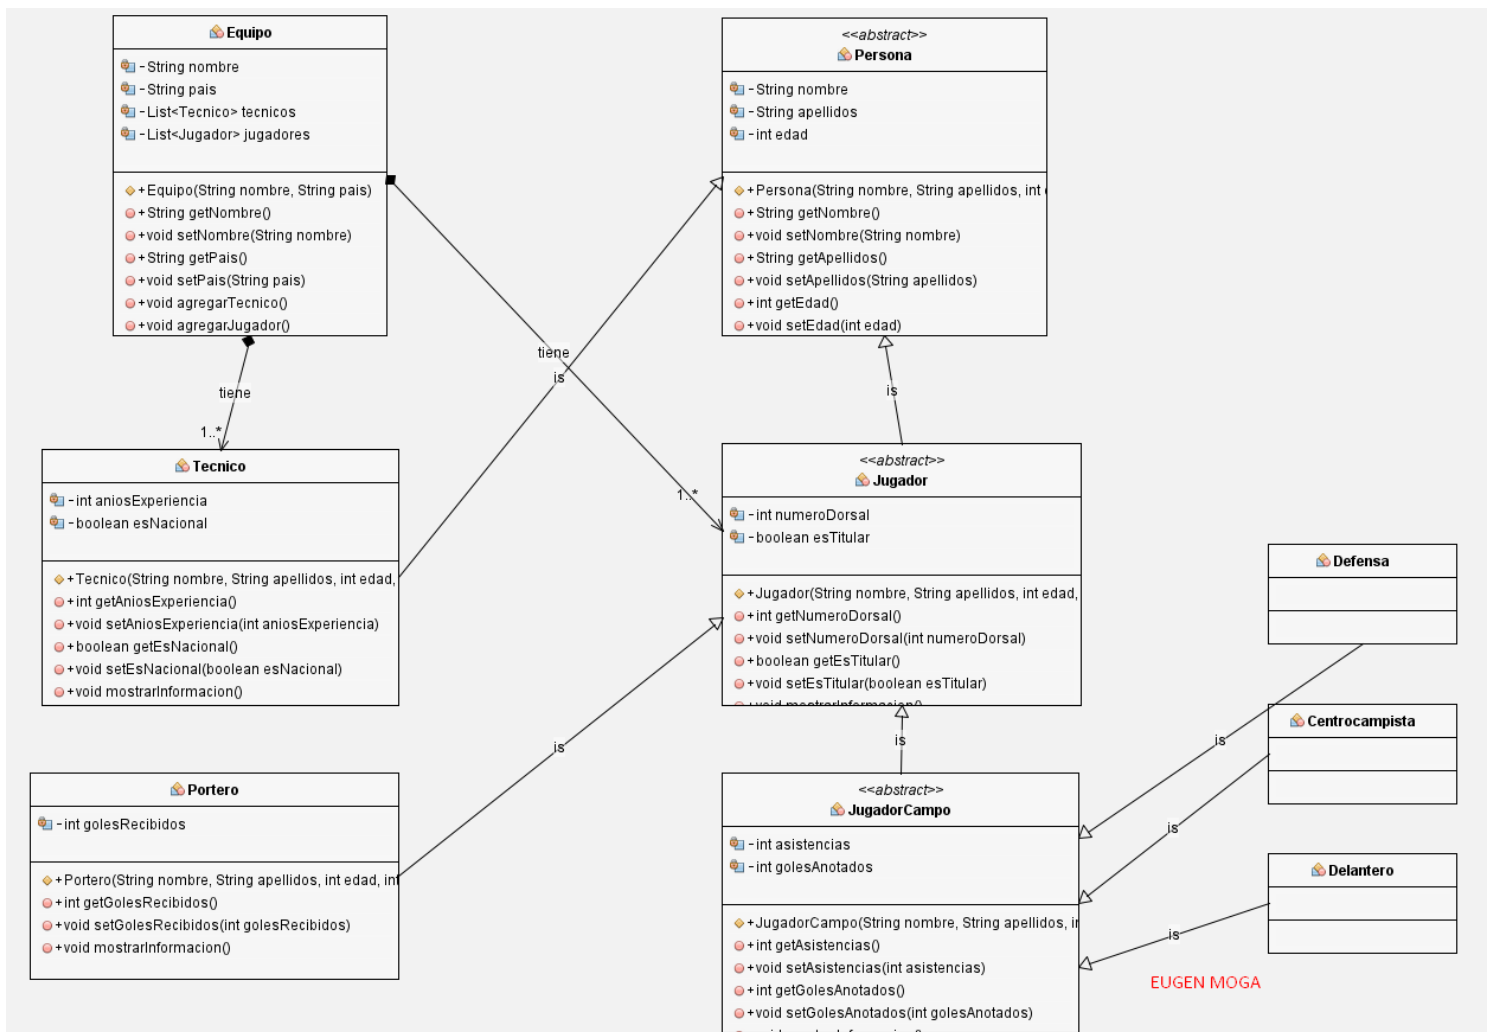 Equipo
-String nombre
-String pais
-List<Tecnico> tecnicos
-List<Jugador> jugadores
+Equipo(String nombre, String pais)
+String getNombre()
+void setNombre(String nombre)
+String getPais()
+void setPais(String pais)
+void agregarTecnico()
+void agregarJugador()
<<abstract>>
Persona
-String nombre
-String apellidos
-int edad
+Persona(String nombre, String apellidos, int
+String getNombre()
+void setNombre(String nombre)
+String getApellidos()
+void setApellidos(String apellidos)
+int getEdad()
+void setEdad(int edad)
tiene
is
tiene
is
1..*
1..*
Tecnico
-int aniosExperiencia
-boolean esNacional
+Tecnico(String nombre, String apellidos, int edad,
+int getAniosExperiencia()
+void setAniosExperiencia(int aniosExperiencia)
+boolean getEsNacional()
+void setEsNacional(boolean esNacional)
+void mostrarInformacion()
<<abstract>>
Jugador
-int numeroDorsal
-boolean esTitular
+Jugador(String nombre, String apellidos, int edad,
+int getNumeroDorsal()
+void setNumeroDorsal(int numeroDorsal)
+boolean getEsTitular()
+void setEsTitular(boolean esTitular)
+void mostrarInformacion()
Defensa
Centrocampista
Delantero
is
is
is
is
is
Portero
-int golesRecibidos
+Portero(String nombre, String apellidos, int edad, int
+int getGolesRecibidos()
+void setGolesRecibidos(int golesRecibidos)
+void mostrarInformacion()
<<abstract>>
JugadorCampo
-int asistencias
-int golesAnotados
+JugadorCampo(String nombre, String apellidos,
+int getAsistencias()
+void setAsistencias(int asistencias)
+int getGolesAnotados()
+void setGolesAnotados(int golesAnotados)
EUGEN MOGA